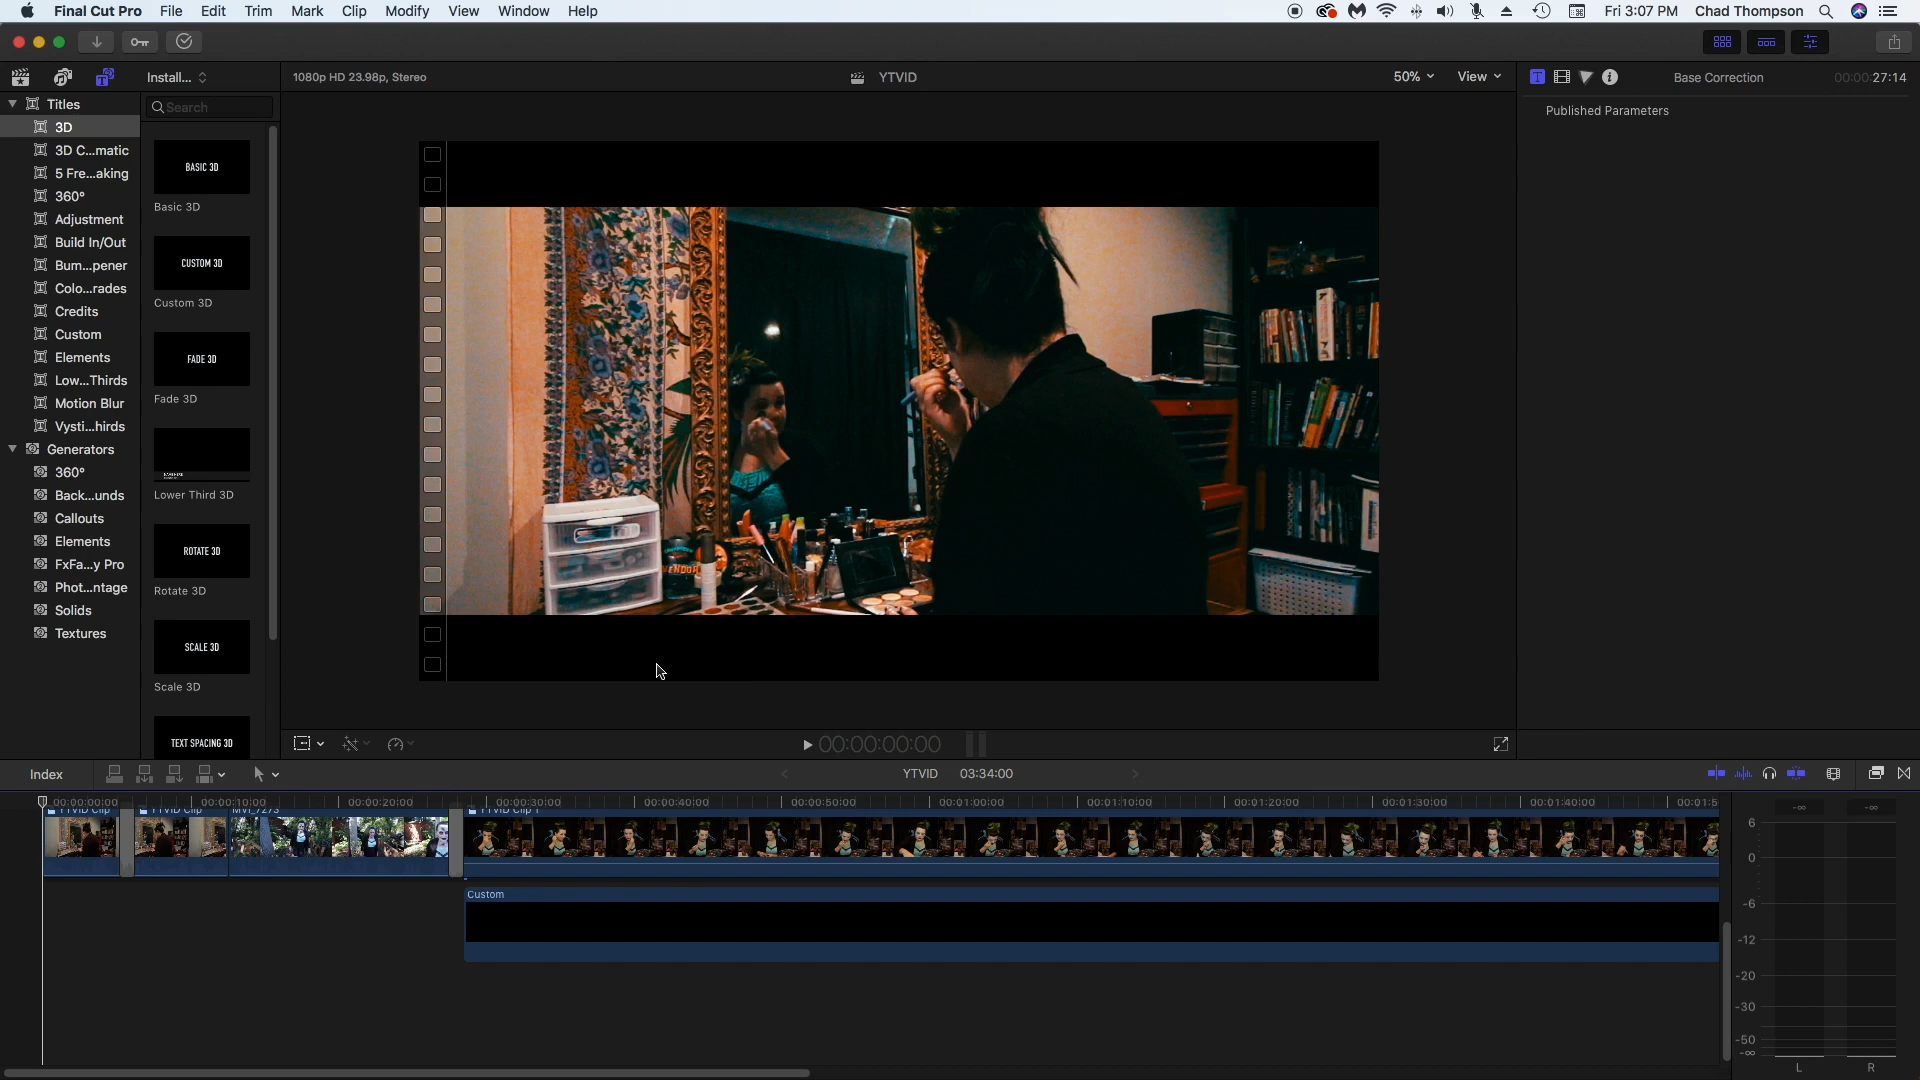 Final Cut Pro File Edit Trim Mark Clip Modify View Window Help
Fri 3:07 PM Chad Thompson
Install...
1080p HD 23.98p, Stereo
YTVID
50% View
Base Correction
00:00:27:14
Published Parameters
Search
Titles
3D
3D C...matic
5 Fre...aking
360°
Adjustment
Build In/Out
Bum...pener
Colo...rades
Credits
Custom
Elements
Low...Thirds
Motion Blur
Vysti...hirds
Generators
360°
Back...unds
Callouts
Elements
FxFa...y Pro
Phot...ntage
Solids
Textures
BASIC 3D
Basic 3D
CUSTOM 3D
Custom 3D
FADE 3D
Fade 3D
Lower Third 3D
ROTATE 3D
Rotate 3D
SCALE 3D
Scale 3D
TEXT SPACING 3D
VENDOR
00:00:00:00
Index
YTVID 03:34:00
00:00:00:00 00:00:10:00 00:00:20:00 00:00:30:00 00:00:40:00 00:00:50:00 00:01:00:00 00:01:10:00 00:01:20:00 00:01:30:00 00:01:40:00 00:01:5
YTVID Clip YTVID Clip MVI_7273 YTVID Clip 1
Custom
-∞ -∞
6
0
-6
-12
-20
-30
-50
-∞
L R